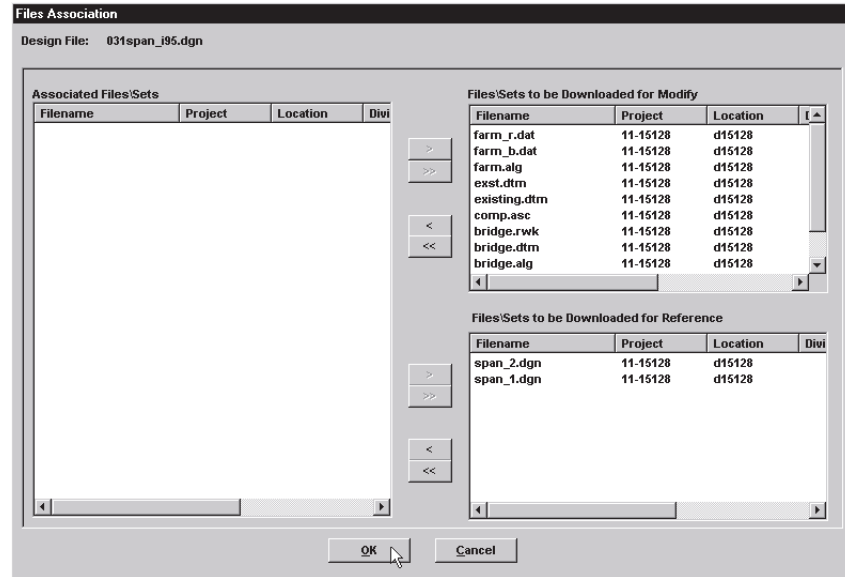 Files Association
Design File: 031span_i95.dgn
Associated Files\Sets
Filename Project Location Divi
>
>>
<
<<
Files\Sets to be Downloaded for Modify
Filename Project Location D
farm_r.dat 11-15128 d15128
farm_b.dat 11-15128 d15128
farm.alg 11-15128 d15128
exst.dtm 11-15128 d15128
existing.dtm 11-15128 d15128
comp.asc 11-15128 d15128
bridge.rwk 11-15128 d15128
bridge.dtm 11-15128 d15128
bridge.alg 11-15128 d15128
Files\Sets to be Downloaded for Reference
Filename Project Location Divi
span_2.dgn 11-15128 d15128
span_1.dgn 11-15128 d15128
>
>>
<
<<
OK Cancel